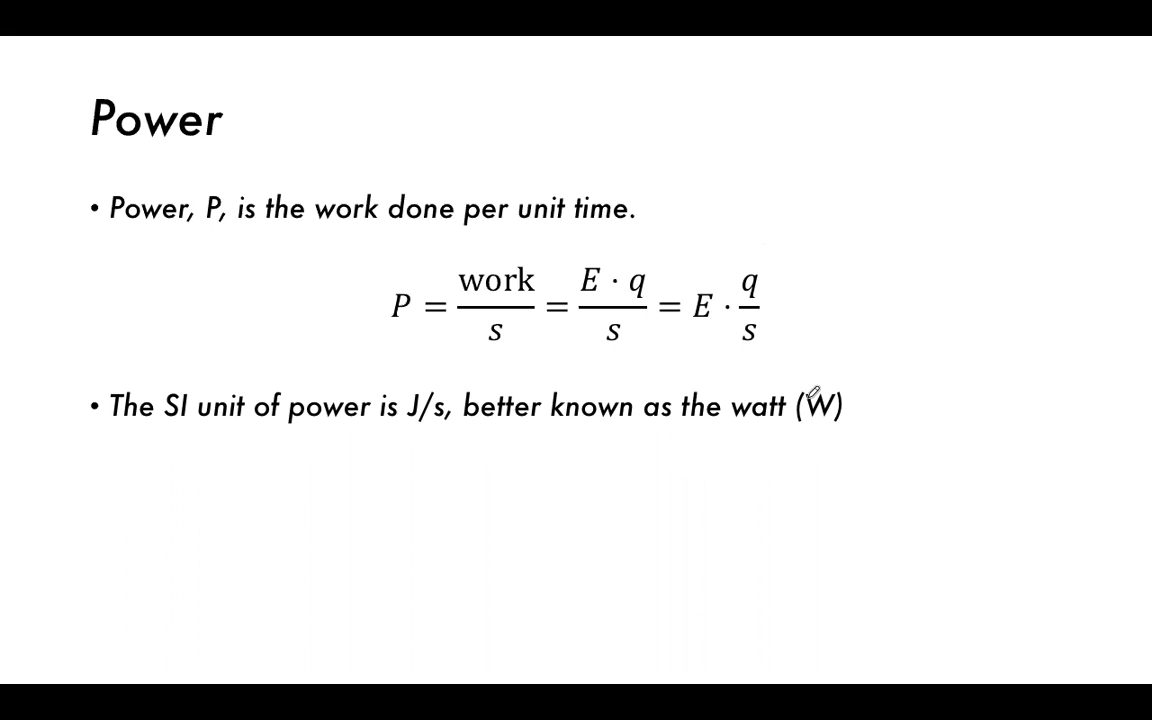 Power
• Power, P, is the work done per unit time.
P = work/s = E · q/s = E · q/s
• The SI unit of power is J/s, better known as the watt (W)